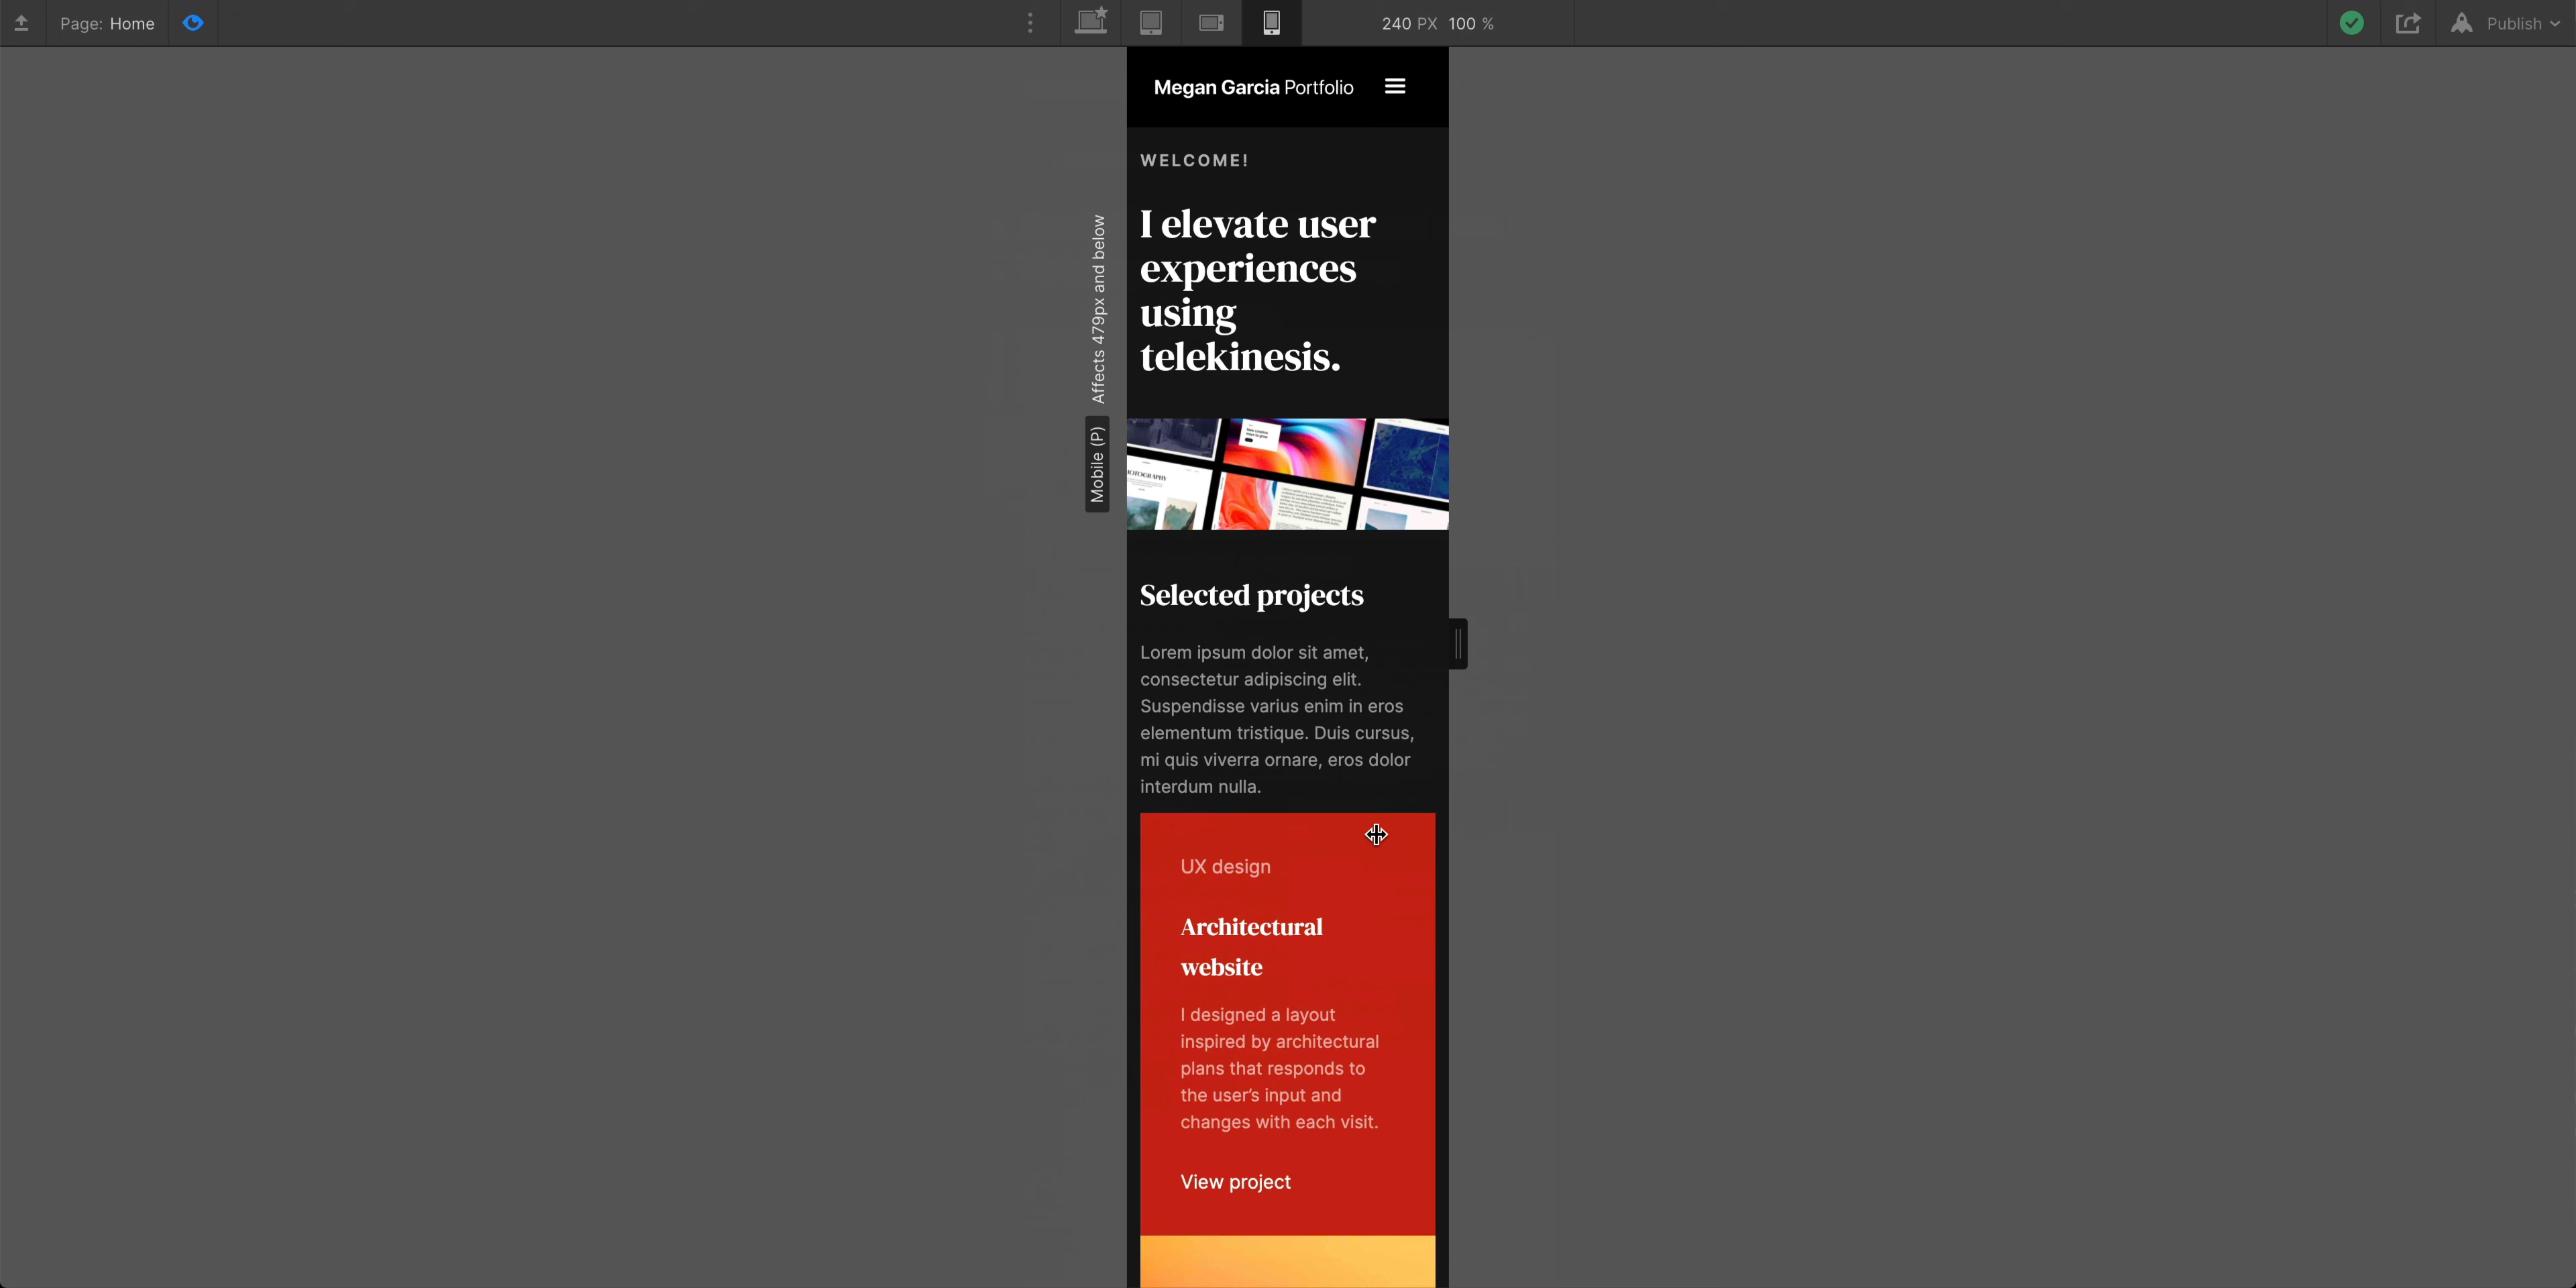 Page: Home
240 PX 100 %
Publish
Megan Garcia Portfolio
WELCOME!
I elevate user
experiences
using
telekinesis.
Affects 479px and below
Mobile (P)
Selected projects
Lorem ipsum dolor sit amet,
consectetur adipiscing elit.
Suspendisse varius enim in eros
elementum tristique. Duis cursus,
mi quis viverra ornare, eros dolor
interdum nulla.
UX design
Architectural
website
I designed a layout
inspired by architectural
plans that responds to
the user’s input and
changes with each visit.
View project